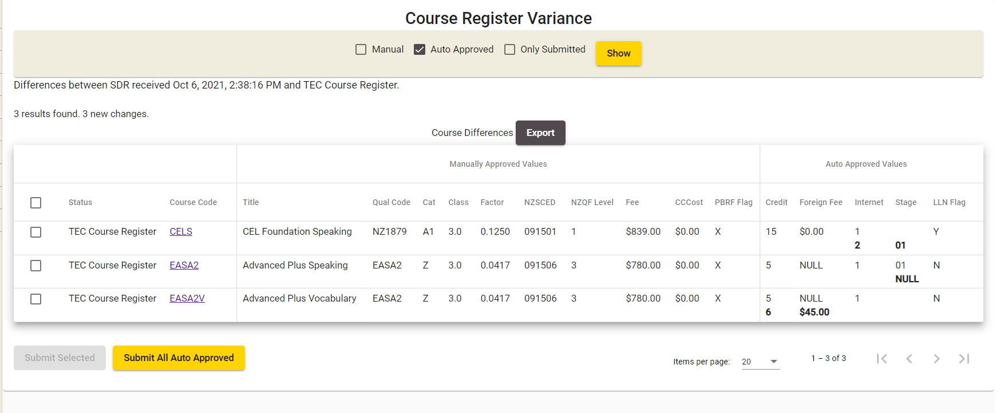 Course Register Variance
Manual Auto Approved Only Submitted Show
Differences between SDR received Oct 6, 2021, 2:38:16 PM and TEC Course Register.
3 results found. 3 new changes.
Course Differences Export
Manually Approved Values Auto Approved Values
Status Course Code Title Qual Code Cat Class Factor NZSCED NZQF Level Fee CCCost PBRF Flag Credit Foreign Fee Internet Stage LLN Flag
TEC Course Register CELS CEL Foundation Speaking NZ1879 A1 3.0 0.1250 091501 1 $839.00 $0.00 X 15 $0.00 1 Y
2 01
TEC Course Register EASA2 Advanced Plus Speaking EASA2 Z 3.0 0.0417 091506 3 $780.00 $0.00 X 5 NULL 1 01 N
NULL
TEC Course Register EASA2V Advanced Plus Vocabulary EASA2 Z 3.0 0.0417 091506 3 $780.00 $0.00 X 5 NULL 1 N
6 $45.00
Submit Selected Submit All Auto Approved Items per page: 20 1 – 3 of 3